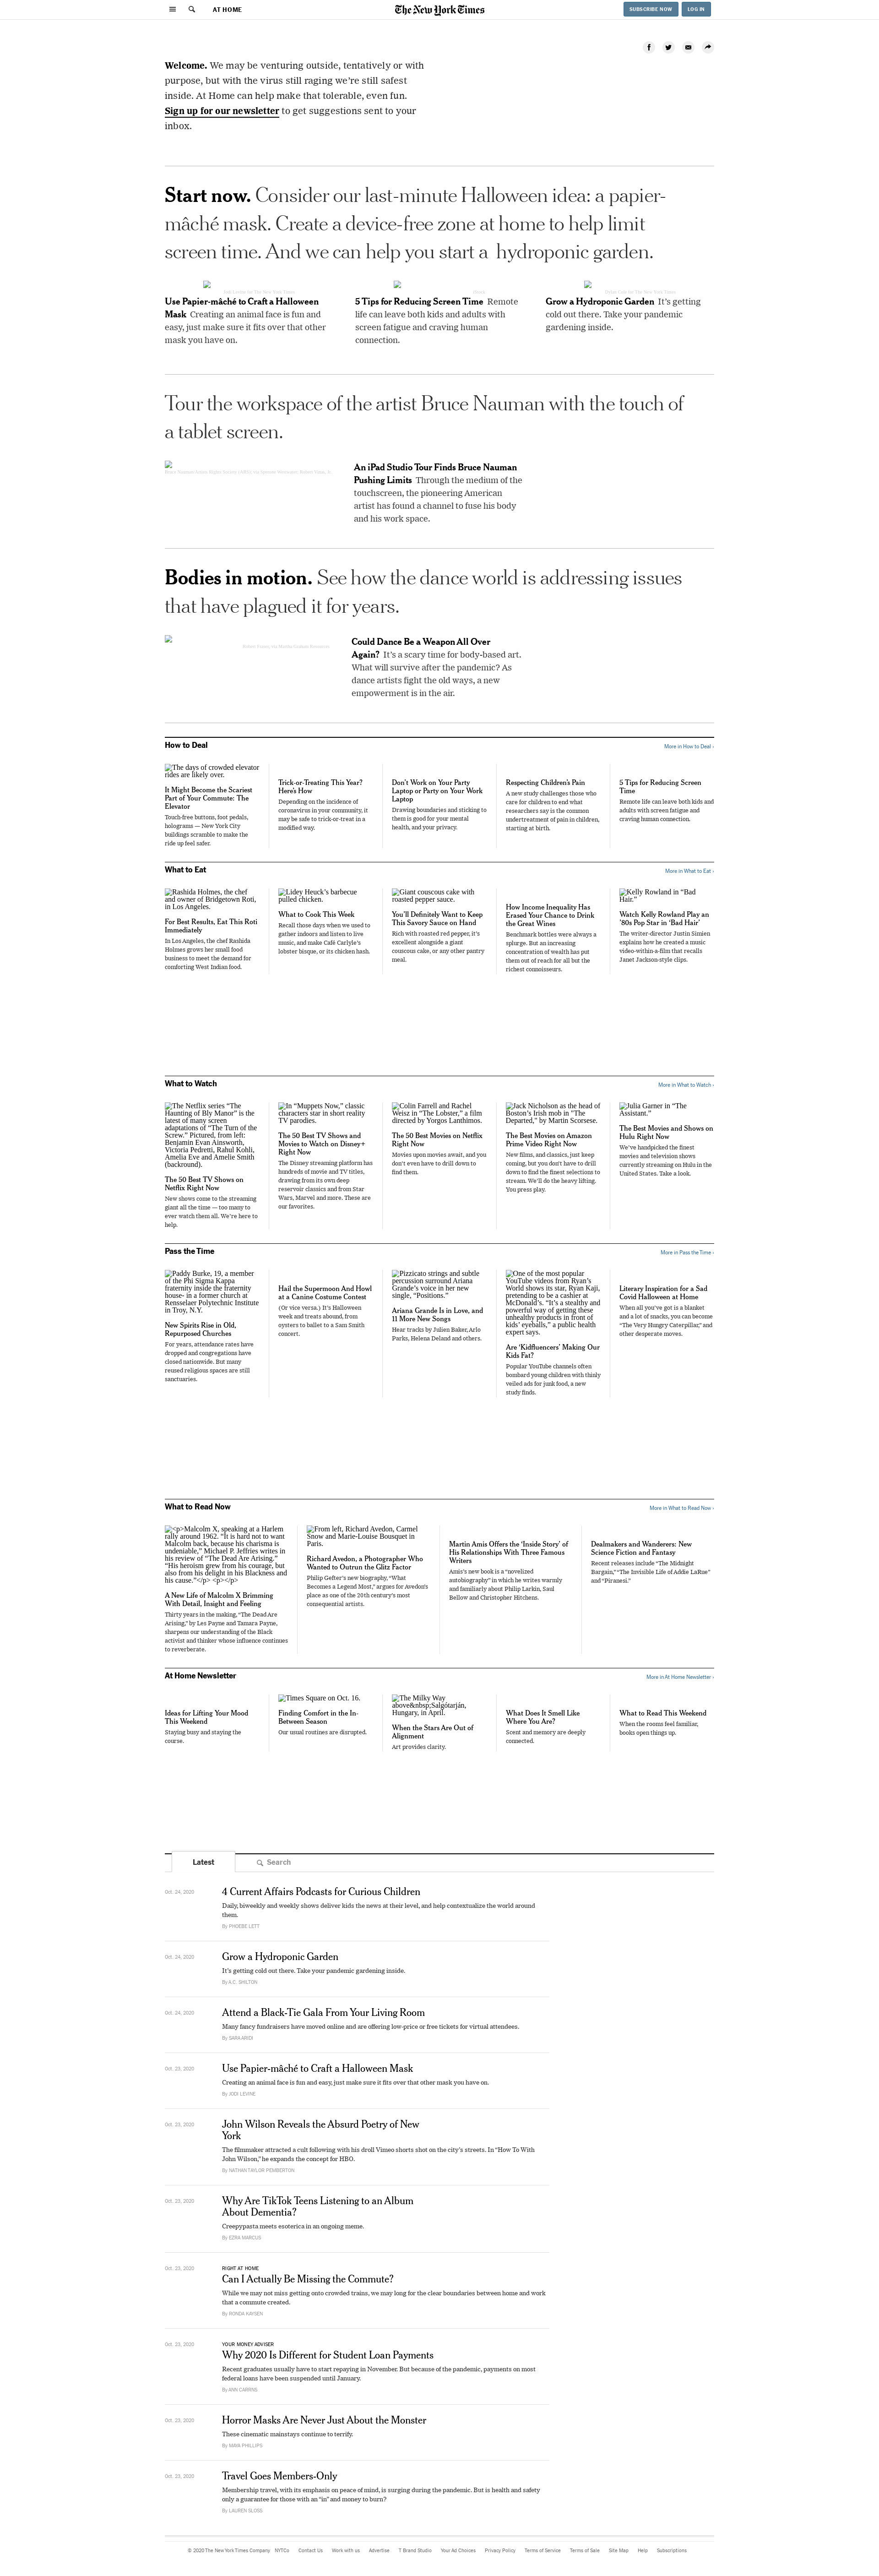 AT HOME
The New York Times
SUBSCRIBE NOW
LOG IN
Welcome. We may be venturing outside, tentatively or with
purpose, but with the virus still raging we're still safest
inside. At Home can help make that tolerable, even fun.
Sign up for our newsletter to get suggestions sent to your
inbox.
Start now. Consider our last-minute Halloween idea: a papier-
mâché mask. Create a device-free zone at home to help limit
screen time. And we can help you start a hydroponic garden.
Use Papier-mâché to Craft a Halloween
Mask Creating an animal face is fun and
easy, just make sure it fits over that other
mask you have on.
5 Tips for Reducing Screen Time Remote
life can leave both kids and adults with
screen fatigue and craving human
connection.
Grow a Hydroponic Garden It's getting
cold out there. Take your pandemic
gardening inside.
Tour the workspace of the artist Bruce Nauman with the touch of
a tablet screen.
An iPad Studio Tour Finds Bruce Nauman
Pushing Limits Through the medium of the
touchscreen, the pioneering American
artist has found a channel to fuse his body
and his work space.
Bodies in motion. See how the dance world is addressing issues
that have plagued it for years.
Could Dance Be a Weapon All Over
Again? It's a scary time for body-based art.
What will survive after the pandemic? As
dance artists fight the old ways, a new
empowerment is in the air.
How to Deal
More in How to Deal ›
The days of crowded elevator
rides are likely over.
It Might Become the Scariest
Part of Your Commute: The
Elevator
Touch-free buttons, foot pedals,
holograms — New York City
buildings scramble to make the
ride up feel safer.
Trick-or-Treating This Year?
Here's How
Depending on the incidence of
coronavirus in your community, it
may be safe to trick-or-treat in a
modified way.
Don't Work on Your Party
Laptop or Party on Your Work
Laptop
Drawing boundaries and sticking to
them is good for your mental
health, and your privacy.
Respecting Children's Pain
A new study challenges those who
care for children to end what
researchers say is the common
undertreatment of pain in children,
starting at birth.
5 Tips for Reducing Screen
Time
Remote life can leave both kids and
adults with screen fatigue and
craving human connection.
What to Eat
More in What to Eat ›
Rashida Holmes, the chef
and owner of Bridgetown Roti,
in Los Angeles.
For Best Results, Eat This Roti
Immediately
In Los Angeles, the chef Rashida
Holmes grows her small food
business to meet the demand for
comforting West Indian food.
Lidey Heuck's barbecue
pulled chicken.
What to Cook This Week
Recall those days when we used to
gather indoors and listen to live
music, and make Café Carlyle's
lobster bisque, or its chicken hash.
Giant couscous cake with
roasted pepper sauce.
You'll Definitely Want to Keep
This Savory Sauce on Hand
Rich with roasted red pepper, it's
excellent alongside a giant
couscous cake, or any other pantry
meal.
How Income Inequality Has
Erased Your Chance to Drink
the Great Wines
Benchmark bottles were always a
splurge. But an increasing
concentration of wealth has put
them out of reach for all but the
richest connoisseurs.
Kelly Rowland in "Bad
Hair."
Watch Kelly Rowland Play an
'80s Pop Star in 'Bad Hair'
The writer-director Justin Simien
explains how he created a music
video-within-a-film that recalls
Janet Jackson-style clips.
What to Watch
More in What to Watch ›
The Netflix series "The
Haunting of Bly Manor" is the
latest of many screen
adaptations of "The Turn of the
Screw." Pictured, from left:
Benjamin Evan Ainsworth,
Victoria Pedretti, Rahul Kohli,
Amelia Eve and Amelie Smith
(backround).
The 50 Best TV Shows on
Netflix Right Now
New shows come to the streaming
giant all the time — too many to
ever watch them all. We're here to
help.
In "Muppets Now," classic
characters star in short reality
TV parodies.
The 50 Best TV Shows and
Movies to Watch on Disney+
Right Now
The Disney streaming platform has
hundreds of movie and TV titles,
drawing from its own deep
reservoir classics and from Star
Wars, Marvel and more. These are
our favorites.
Colin Farrell and Rachel
Weisz in "The Lobster," a film
directed by Yorgos Lanthimos.
The 50 Best Movies on Netflix
Right Now
Movies upon movies await, and you
don't even have to drill down to
find them.
Jack Nicholson as the head of
Boston's Irish mob in "The
Departed," by Martin Scorsese.
The Best Movies on Amazon
Prime Video Right Now
New films, and classics, just keep
coming, but you don't have to drill
down to find the finest selections to
stream. We'll do the heavy lifting.
You press play.
Julia Garner in "The
Assistant."
The Best Movies and Shows on
Hulu Right Now
We've handpicked the finest
movies and television shows
currently streaming on Hulu in the
United States. Take a look.
Pass the Time
More in Pass the Time ›
Paddy Burke, 19, a member
of the Phi Sigma Kappa
fraternity inside the fraternity
house- in a former church at
Rensselaer Polytechnic Institute
in Troy, N.Y.
New Spirits Rise in Old,
Repurposed Churches
For years, attendance rates have
dropped and congregations have
closed nationwide. But many
reused religious spaces are still
sanctuaries.
Hail the Supermoon And Howl
at a Canine Costume Contest
(Or vice versa.) It's Halloween
week and treats abound, from
oysters to ballet to a Sam Smith
concert.
Pizzicato strings and subtle
percussion surround Ariana
Grande's voice in her new
single, "Positions."
Ariana Grande Is in Love, and
11 More New Songs
Hear tracks by Julien Baker, Arlo
Parks, Helena Deland and others.
One of the most popular
YouTube videos from Ryan's
World shows its star, Ryan Kaji,
pretending to be a cashier at
McDonald's. "It's a stealthy and
powerful way of getting these
unhealthy products in front of
kids' eyeballs," a public health
expert says.
Are 'Kidfluencers' Making Our
Kids Fat?
Popular YouTube channels often
bombard young children with thinly
veiled ads for junk food, a new
study finds.
Literary Inspiration for a Sad
Covid Halloween at Home
When all you've got is a blanket
and a lot of snacks, you can become
"The Very Hungry Caterpillar," and
other desperate moves.
What to Read Now
More in What to Read Now ›
<p>Malcolm X, speaking at a Harlem
rally around 1962. "It is hard not to want
Malcolm back, because his charisma is
undeniable," Michael P. Jeffries writes in
his review of "The Dead Are Arising."
"His heroism grew from his courage, but
also from his delight in his Blackness and
his cause."</p> <p></p>
A New Life of Malcolm X Brimming
With Detail, Insight and Feeling
Thirty years in the making, "The Dead Are
Arising," by Les Payne and Tamara Payne,
sharpens our understanding of the Black
activist and thinker whose influence continues
to reverberate.
From left, Richard Avedon, Carmel
Snow and Marie-Louise Bousquet in
Paris.
Richard Avedon, a Photographer Who
Wanted to Outrun the Glitz Factor
Philip Gefter's new biography, "What
Becomes a Legend Most," argues for Avedon's
place as one of the 20th century's most
consequential artists.
Martin Amis Offers the 'Inside Story' of
His Relationships With Three Famous
Writers
Amis's new book is a "novelized
autobiography" in which he writes warmly
and familiarly about Philip Larkin, Saul
Bellow and Christopher Hitchens.
Dealmakers and Wanderers: New
Science Fiction and Fantasy
Recent releases include "The Midnight
Bargain," "The Invisible Life of Addie LaRue"
and "Piranesi."
At Home Newsletter
More in At Home Newsletter ›
Ideas for Lifting Your Mood
This Weekend
Staying busy and staying the
course.
Times Square on Oct. 16.
Finding Comfort in the In-
Between Season
Our usual routines are disrupted.
The Milky Way
above&nbsp;Salgótarján,
Hungary, in April.
When the Stars Are Out of
Alignment
Art provides clarity.
What Does It Smell Like
Where You Are?
Scent and memory are deeply
connected.
What to Read This Weekend
When the rooms feel familiar,
books open things up.
Latest
Search
Oct. 24, 2020
4 Current Affairs Podcasts for Curious Children
Daily, biweekly and weekly shows deliver kids the news at their level, and help contextualize the world around
them.
By PHOEBE LETT
Oct. 24, 2020
Grow a Hydroponic Garden
It's getting cold out there. Take your pandemic gardening inside.
By A.C. SHILTON
Oct. 24, 2020
Attend a Black-Tie Gala From Your Living Room
Many fancy fundraisers have moved online and are offering low-price or free tickets for virtual attendees.
By SARA ARIDI
Oct. 23, 2020
Use Papier-mâché to Craft a Halloween Mask
Creating an animal face is fun and easy, just make sure it fits over that other mask you have on.
By JODI LEVINE
Oct. 23, 2020
John Wilson Reveals the Absurd Poetry of New
York
The filmmaker attracted a cult following with his droll Vimeo shorts shot on the city's streets. In "How To With
John Wilson," he expands the concept for HBO.
By NATHAN TAYLOR PEMBERTON
Oct. 23, 2020
Why Are TikTok Teens Listening to an Album
About Dementia?
Creepypasta meets esoterica in an ongoing meme.
By EZRA MARCUS
Oct. 23, 2020
RIGHT AT HOME
Can I Actually Be Missing the Commute?
While we may not miss getting onto crowded trains, we may long for the clear boundaries between home and work
that a commute created.
By RONDA KAYSEN
Oct. 23, 2020
YOUR MONEY ADVISER
Why 2020 Is Different for Student Loan Payments
Recent graduates usually have to start repaying in November. But because of the pandemic, payments on most
federal loans have been suspended until January.
By ANN CARRNS
Oct. 23, 2020
Horror Masks Are Never Just About the Monster
These cinematic mainstays continue to terrify.
By MAYA PHILLIPS
Oct. 23, 2020
Travel Goes Members-Only
Membership travel, with its emphasis on peace of mind, is surging during the pandemic. But is health and safety
only a guarantee for those with an "in" and money to burn?
By LAUREN SLOSS
© 2020 The New York Times Company NYTCo Contact Us Work with us Advertise T Brand Studio Your Ad Choices Privacy Policy Terms of Service Terms of Sale Site Map Help Subscriptions